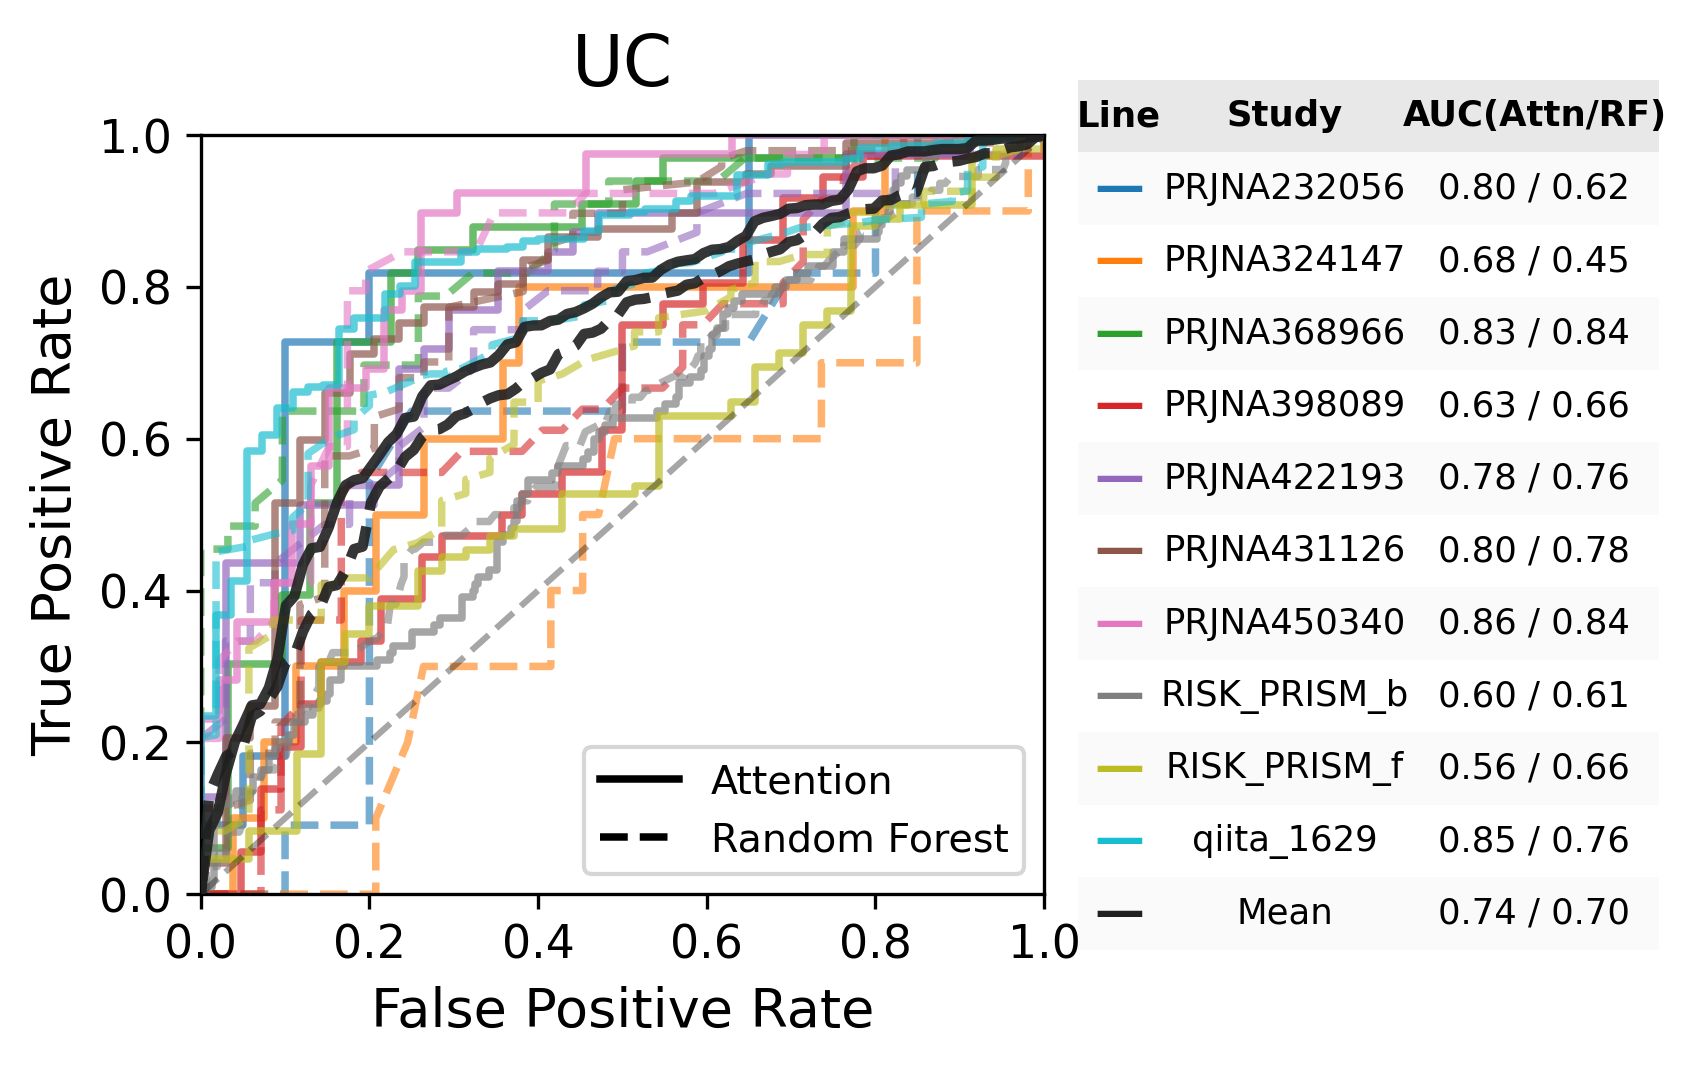 UC
True Positive Rate
1.0
0.8
0.6
0.4
0.2
0.0
0.0 0.2 0.4 0.6 0.8 1.0
False Positive Rate
Attention
Random Forest
Line Study AUC(Attn/RF)
PRJNA232056 0.80 / 0.62
PRJNA324147 0.68 / 0.45
PRJNA368966 0.83 / 0.84
PRJNA398089 0.63 / 0.66
PRJNA422193 0.78 / 0.76
PRJNA431126 0.80 / 0.78
PRJNA450340 0.86 / 0.84
RISK_PRISM_b 0.60 / 0.61
RISK_PRISM_f 0.56 / 0.66
qiita_1629 0.85 / 0.76
Mean 0.74 / 0.70